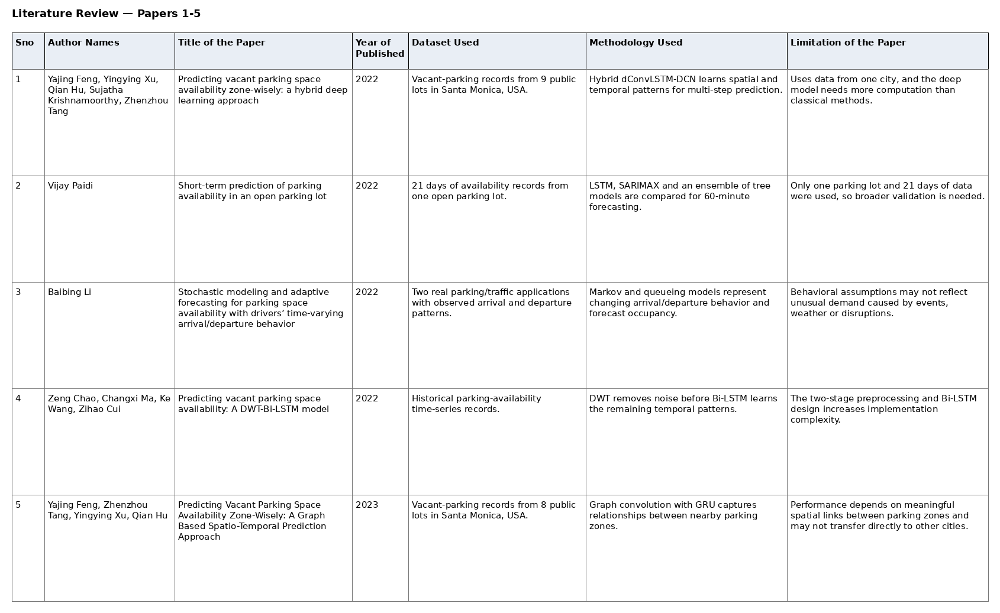 Literature Review — Papers 1-5
Sno
Author Names
Title of the Paper
Year of
Published
Dataset Used
Methodology Used
Limitation of the Paper
1
Yajing Feng, Yingying Xu,
Qian Hu, Sujatha
Krishnamoorthy, Zhenzhou
Tang
Predicting vacant parking space
availability zone-wisely: a hybrid deep
learning approach
2022
Vacant-parking records from 9 public
lots in Santa Monica, USA.
Hybrid dConvLSTM-DCN learns spatial and
temporal patterns for multi-step prediction.
Uses data from one city, and the deep
model needs more computation than
classical methods.
2
Vijay Paidi
Short-term prediction of parking
availability in an open parking lot
2022
21 days of availability records from
one open parking lot.
LSTM, SARIMAX and an ensemble of tree
models are compared for 60-minute
forecasting.
Only one parking lot and 21 days of data
were used, so broader validation is needed.
3
Baibing Li
Stochastic modeling and adaptive
forecasting for parking space
availability with drivers’ time-varying
arrival/departure behavior
2022
Two real parking/traffic applications
with observed arrival and departure
patterns.
Markov and queueing models represent
changing arrival/departure behavior and
forecast occupancy.
Behavioral assumptions may not reflect
unusual demand caused by events,
weather or disruptions.
4
Zeng Chao, Changxi Ma, Ke
Wang, Zihao Cui
Predicting vacant parking space
availability: A DWT-Bi-LSTM model
2022
Historical parking-availability
time-series records.
DWT removes noise before Bi-LSTM learns
the remaining temporal patterns.
The two-stage preprocessing and Bi-LSTM
design increases implementation
complexity.
5
Yajing Feng, Zhenzhou
Tang, Yingying Xu, Qian Hu
Predicting Vacant Parking Space
Availability Zone-Wisely: A Graph
Based Spatio-Temporal Prediction
Approach
2023
Vacant-parking records from 8 public
lots in Santa Monica, USA.
Graph convolution with GRU captures
relationships between nearby parking
zones.
Performance depends on meaningful
spatial links between parking zones and
may not transfer directly to other cities.